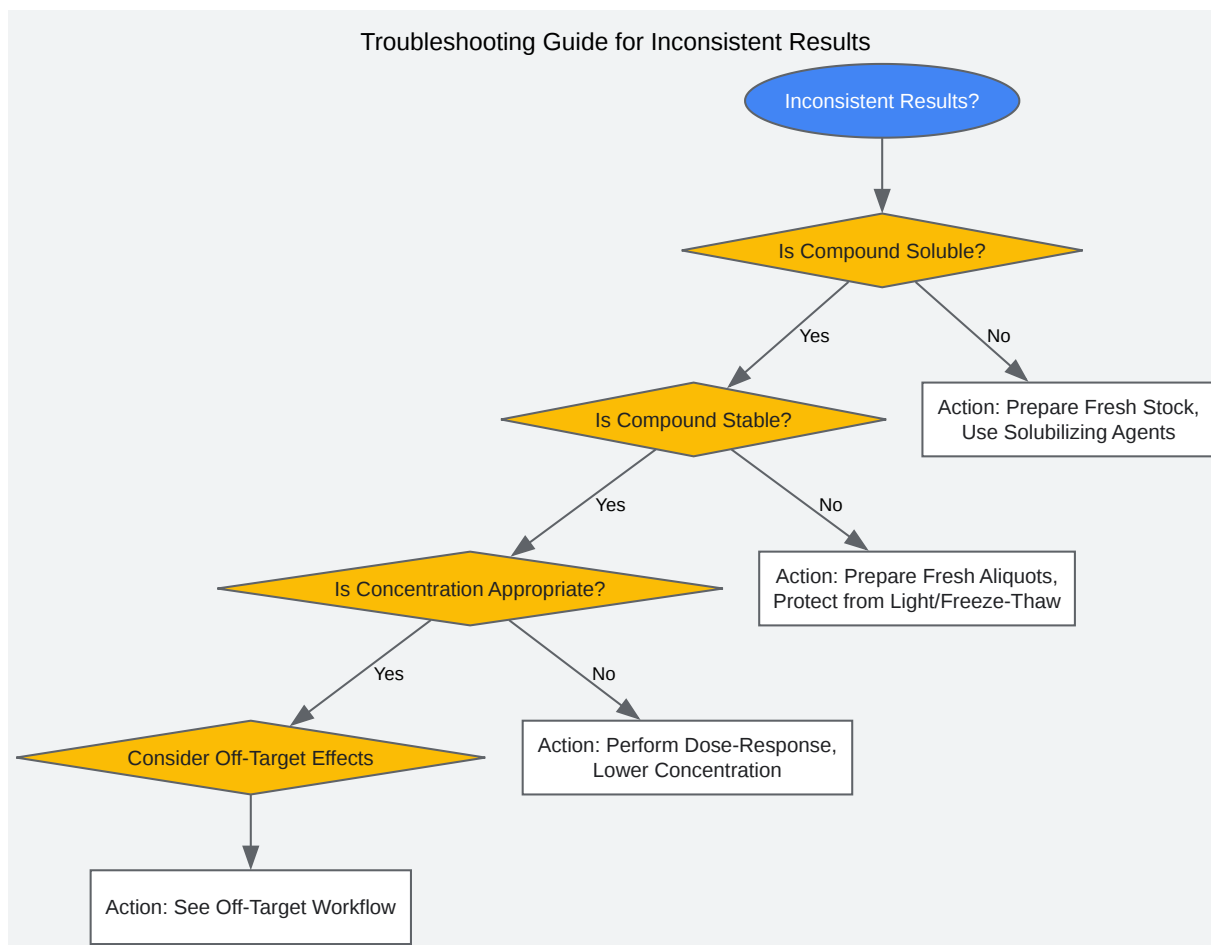 Troubleshooting Guide for Inconsistent Results
Inconsistent Results?
Is Compound Soluble?
Yes
No
Is Compound Stable?
Action: Prepare Fresh Stock,
Use Solubilizing Agents
Yes
No
Is Concentration Appropriate?
Action: Prepare Fresh Aliquots,
Protect from Light/Freeze-Thaw
Yes
No
Consider Off-Target Effects
Action: Perform Dose-Response,
Lower Concentration
Action: See Off-Target Workflow